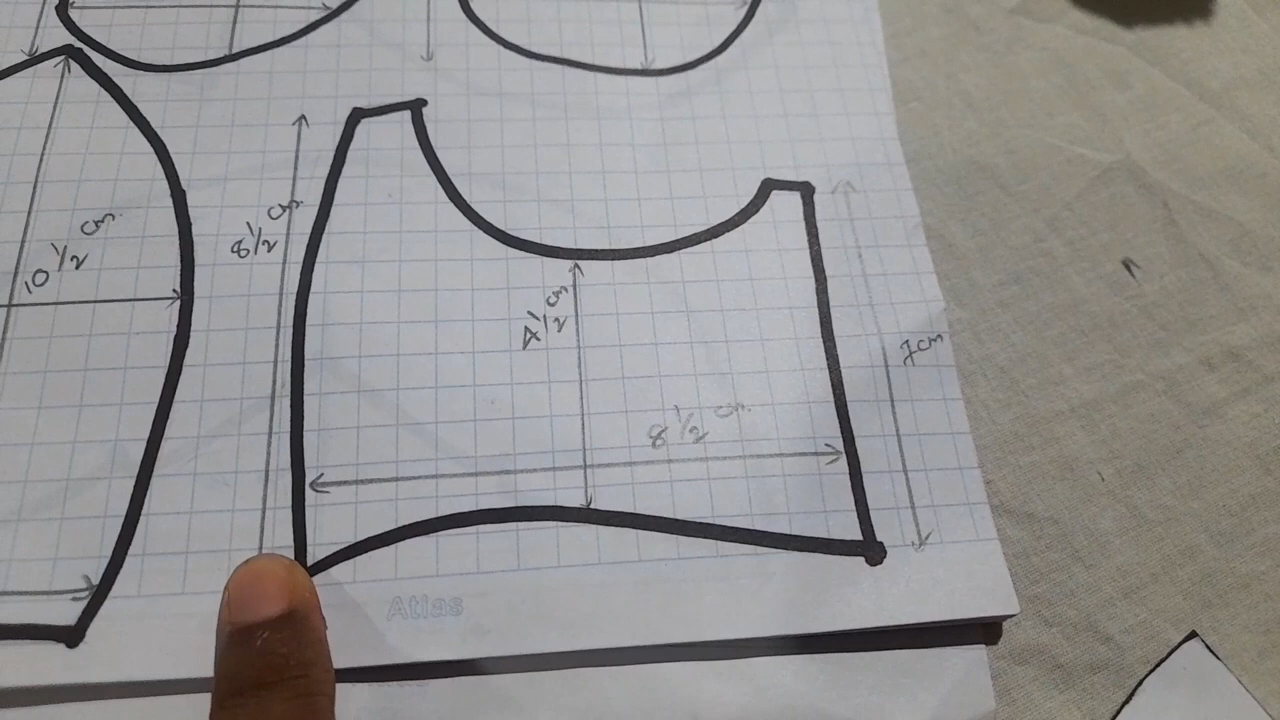 10 1/2 cm.
8 1/2 cm.
4 1/2 cm
8 1/2 cm.
7cm
Atlas